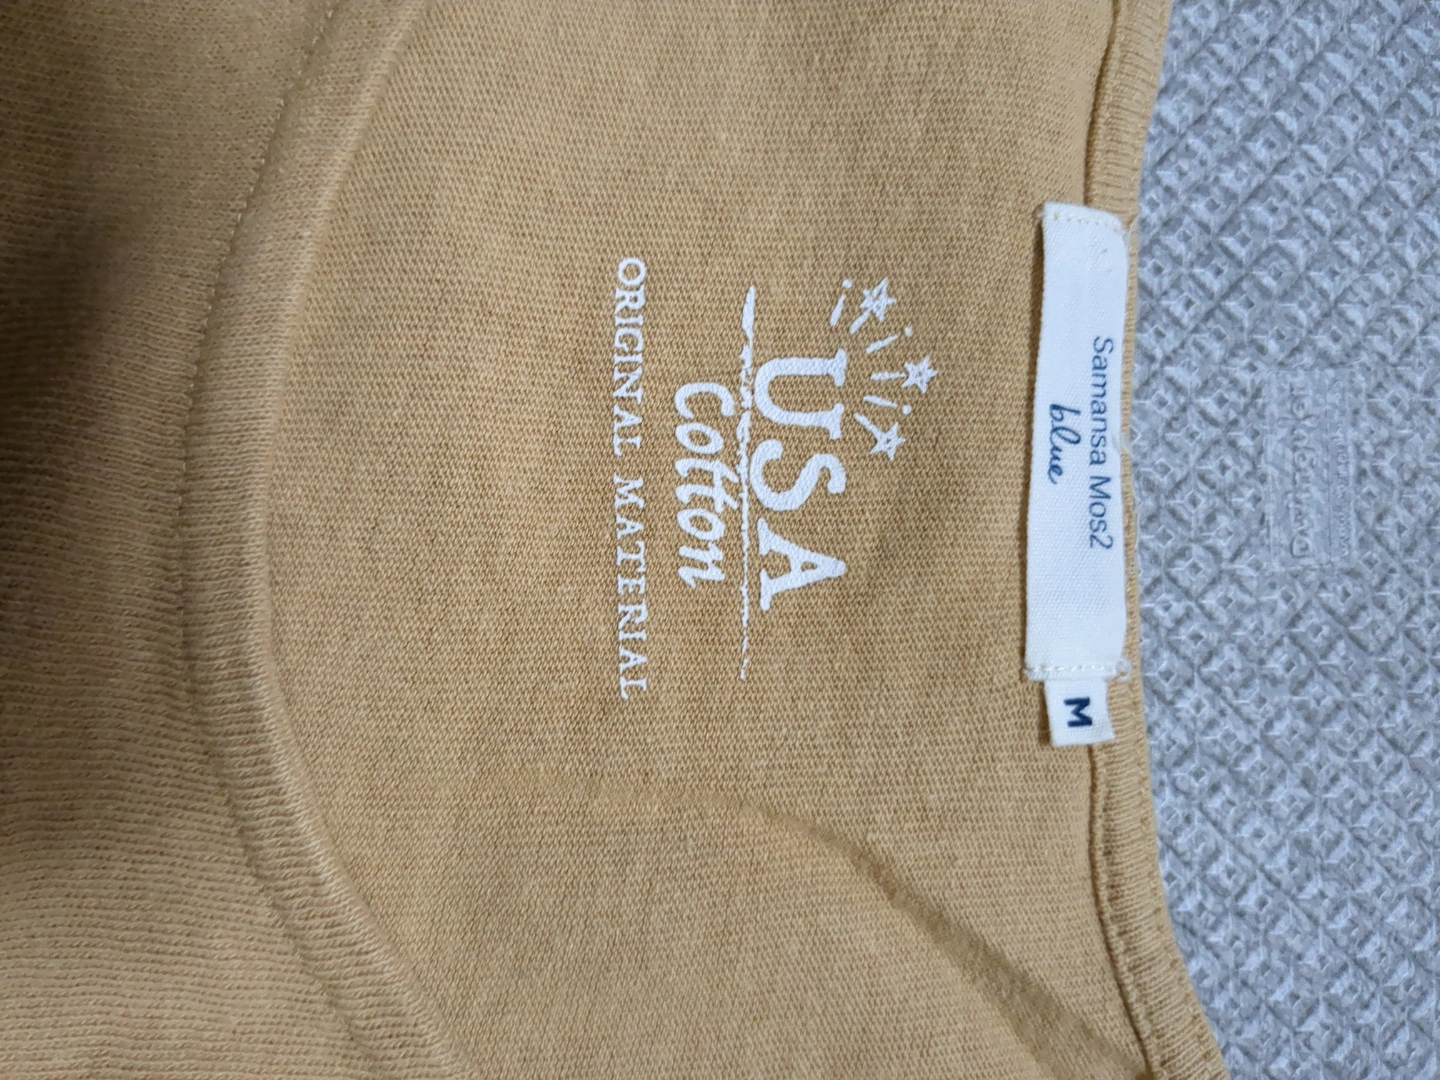 Samansa Mos2
blue
M
USA
cotton
ORIGINAL MATERIAL